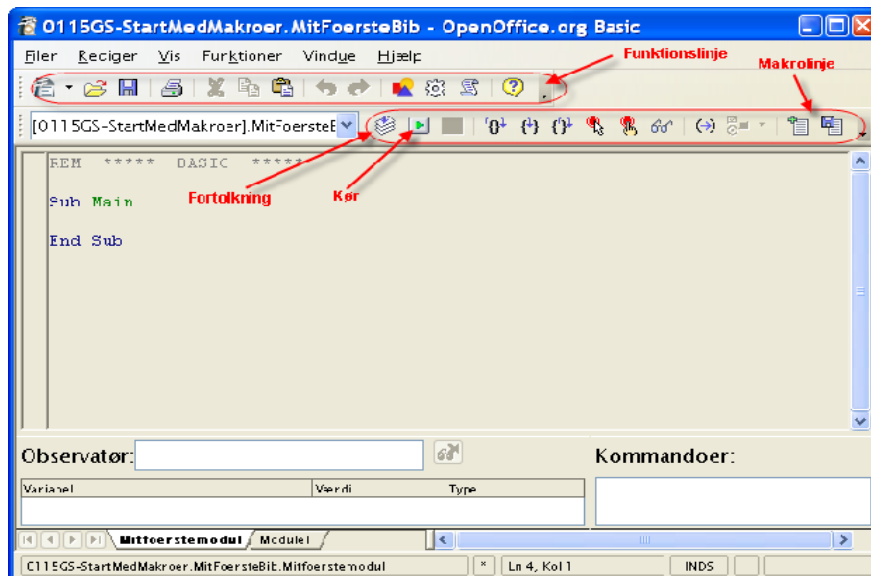 0115GS-StartMedMakroer.MitFoersteBib - OpenOffice.org Basic
Filer Reciger Vis Funktioner Vindue Hjælp
Funktionslinje
Makrolinje
[0115GS-StartMedMakroer].MitFoersteB
REM ***** BASIC *****
Fortolkning
Kør
Sub Main
End Sub
Observatør:
Kommandoer:
Variabel Værdi Type
Mitfoerstemodul Module1
0115GS-StartMedMakroer.MitFoersteBib.Mitfoerstemodul * Ln 4, Kol 1 INDS